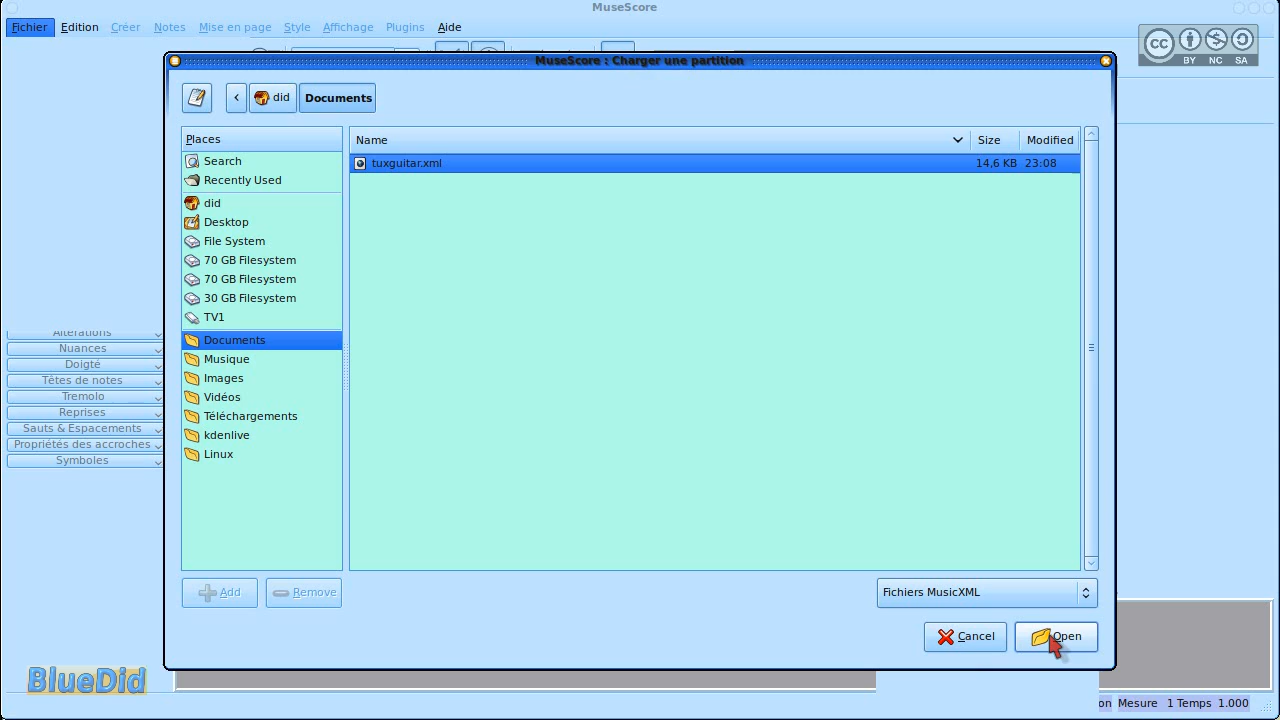 MuseScore
Fichier Edition Créer Notes Mise en page Style Affichage Plugins Aide
cc BY NC SA
MuseScore : Charger une partition
< did Documents
Places
Search
Recently Used
did
Desktop
File System
70 GB Filesystem
70 GB Filesystem
30 GB Filesystem
TV1
Documents
Musique
Images
Vidéos
Téléchargements
kdenlive
Linux
Name Size Modified
tuxguitar.xml 14,6 KB 23:08
Altérations
Nuances
Doigté
Têtes de notes
Tremolo
Reprises
Sauts & Espacements
Propriétés des accroches
Symboles
Add Remove
Fichiers MusicXML
Cancel Open
BlueDid
on Mesure 1 Temps 1.000